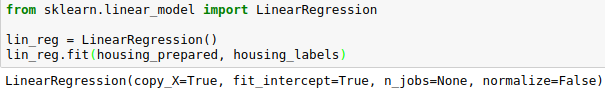 from sklearn.linear_model import LinearRegression
lin_reg = LinearRegression()
lin_reg.fit(housing_prepared, housing_labels)
LinearRegression(copy_X=True, fit_intercept=True, n_jobs=None, normalize=False)